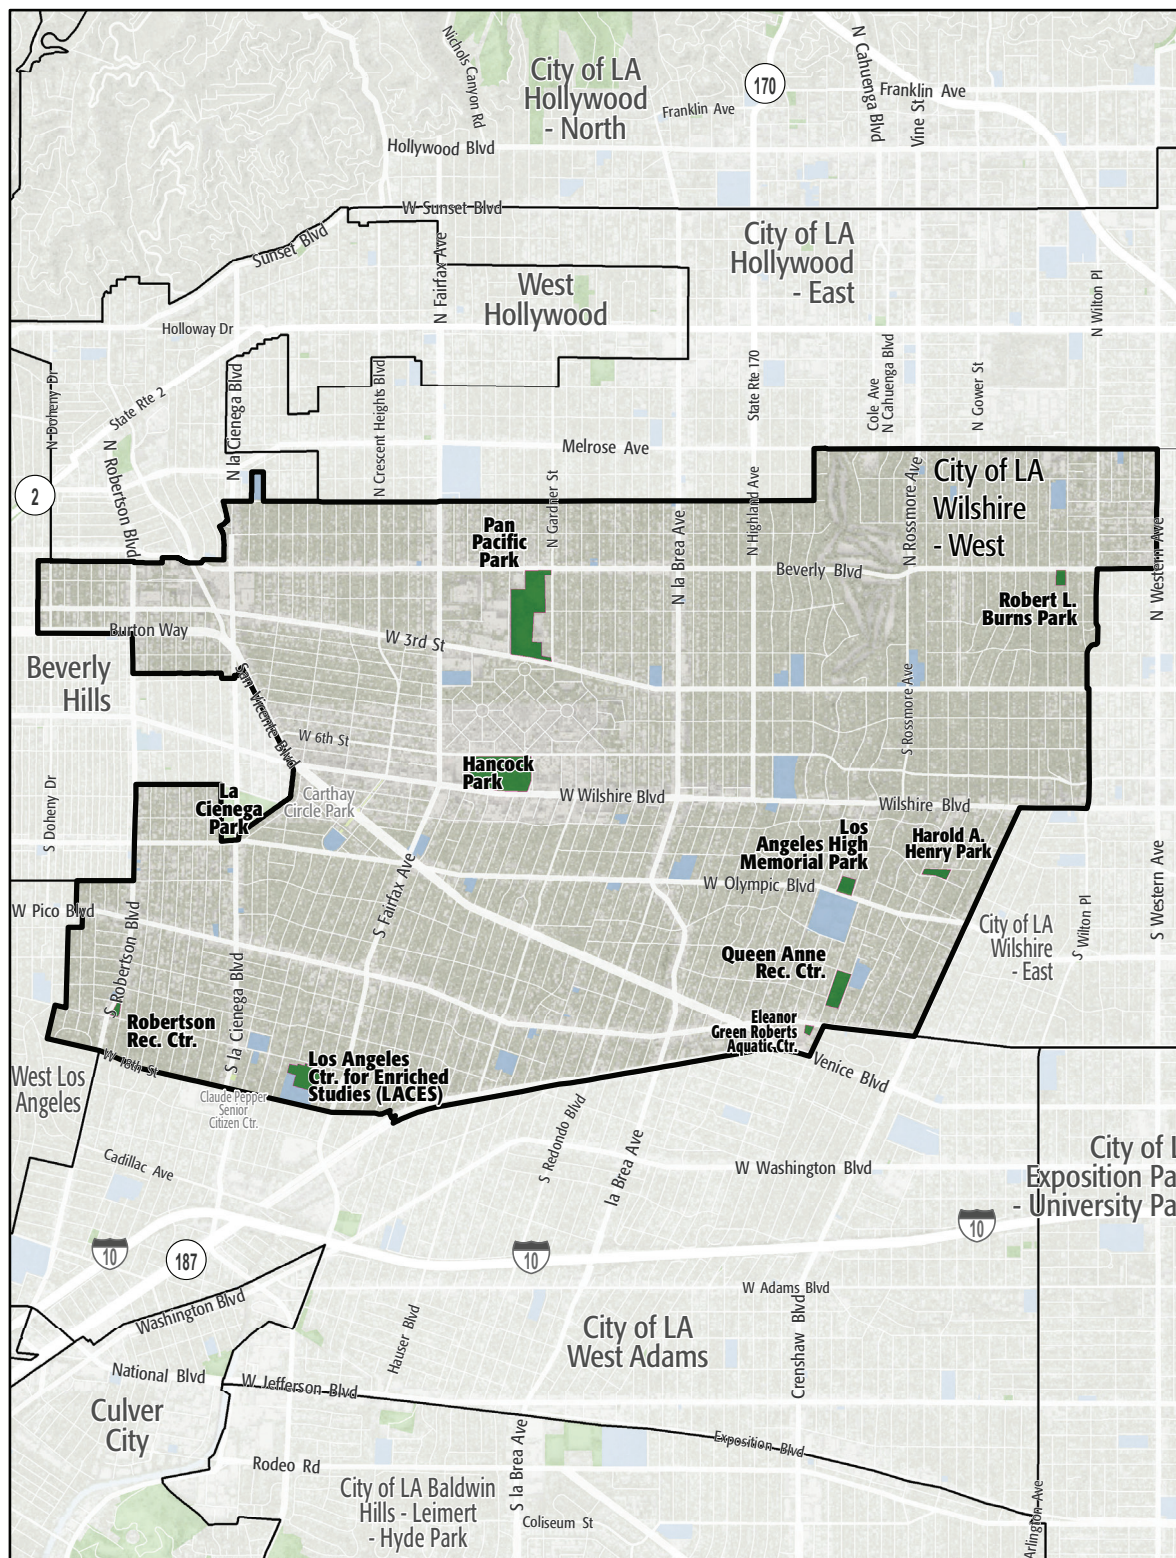 Nichols Canyon Rd
City of LA
Hollywood
- North
170
N Cahuenga Blvd
Franklin Ave
Franklin Ave
Vine St
Hollywood Blvd
W Sunset Blvd
Sunset Blvd
N Fairfax Ave
City of LA
Hollywood
- East
West
Hollywood
N Wilton Pl
Holloway Dr
State Rte 2
N Doheny Dr
N la Cienega Blvd
N Crescent Heights Blvd
State Rte 170
Cole Ave
N Cahuenga Blvd
N Gower St
N Robertson Blvd
Melrose Ave
2
N Gardner St
N Highland Ave
N la Brea Ave
N Rossmore Ave
City of LA
Wilshire
- West
Pan
Pacific
Park
Beverly Blvd
N Western Ave
Robert L.
Burns Park
Burton Way
W 3rd St
Beverly
Hills
San Vicente Blvd
S Rossmore Ave
W 6th St
Hancock
Park
S Doheny Dr
La
Cienega
Park
Carthay
Circle Park
W Wilshire Blvd
Wilshire Blvd
Los
Angeles High
Memorial Park
Harold A.
Henry Park
S Western Ave
S Fairfax Ave
W Olympic Blvd
W Pico Blvd
S Robertson Blvd
City of LA
Wilshire
- East
S Wilton Pl
Queen Anne
Rec. Ctr.
S la Cienega Blvd
Robertson
Rec. Ctr.
Eleanor
Green Roberts
Aquatic Ctr.
W 18th St
Los Angeles
Ctr. for Enriched
Studies (LACES)
Venice Blvd
West Los
Angeles
Claude Pepper
Senior
Citizen Ctr.
S Redondo Blvd
la Brea Ave
Cadillac Ave
W Washington Blvd
City of L
Exposition Pa
- University Pa
10
187
10
10
Washington Blvd
W Adams Blvd
Hauser Blvd
City of LA
West Adams
Crenshaw Blvd
National Blvd
W Jefferson Blvd
Culver
City
S la Brea Ave
Exposition Blvd
Rodeo Rd
City of LA Baldwin
Hills - Leimert
- Hyde Park
Coliseum St
Arlington Ave